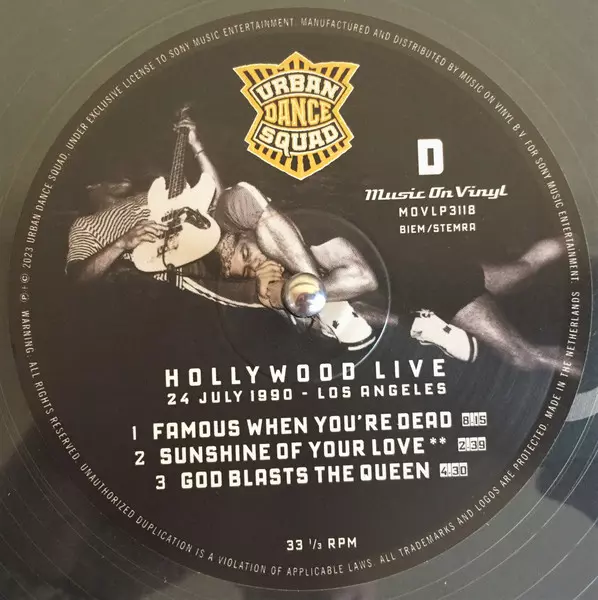 URBAN
DANCE
SQUAD
D
Music On Vinyl
MOVLP3118
BIEM/STEMRA
HOLLYWOOD LIVE
24 JULY 1990 - LOS ANGELES
1 FAMOUS WHEN YOU'RE DEAD 8.15
2 SUNSHINE OF YOUR LOVE** 2.39
3 GOD BLASTS THE QUEEN 4.30
33 1/3 RPM
℗+© 2023 URBAN DANCE SQUAD, UNDER EXCLUSIVE LICENSE TO SONY MUSIC ENTERTAINMENT. MANUFACTURED AND DISTRIBUTED BY MUSIC ON VINYL B.V. FOR SONY MUSIC ENTERTAINMENT. MADE IN THE NETHERLANDS
WARNING. ALL RIGHTS RESERVED. UNAUTHORIZED DUPLICATION IS A VIOLATION OF APPLICABLE LAWS. ALL TRADEMARKS AND LOGOS ARE PROTECTED.